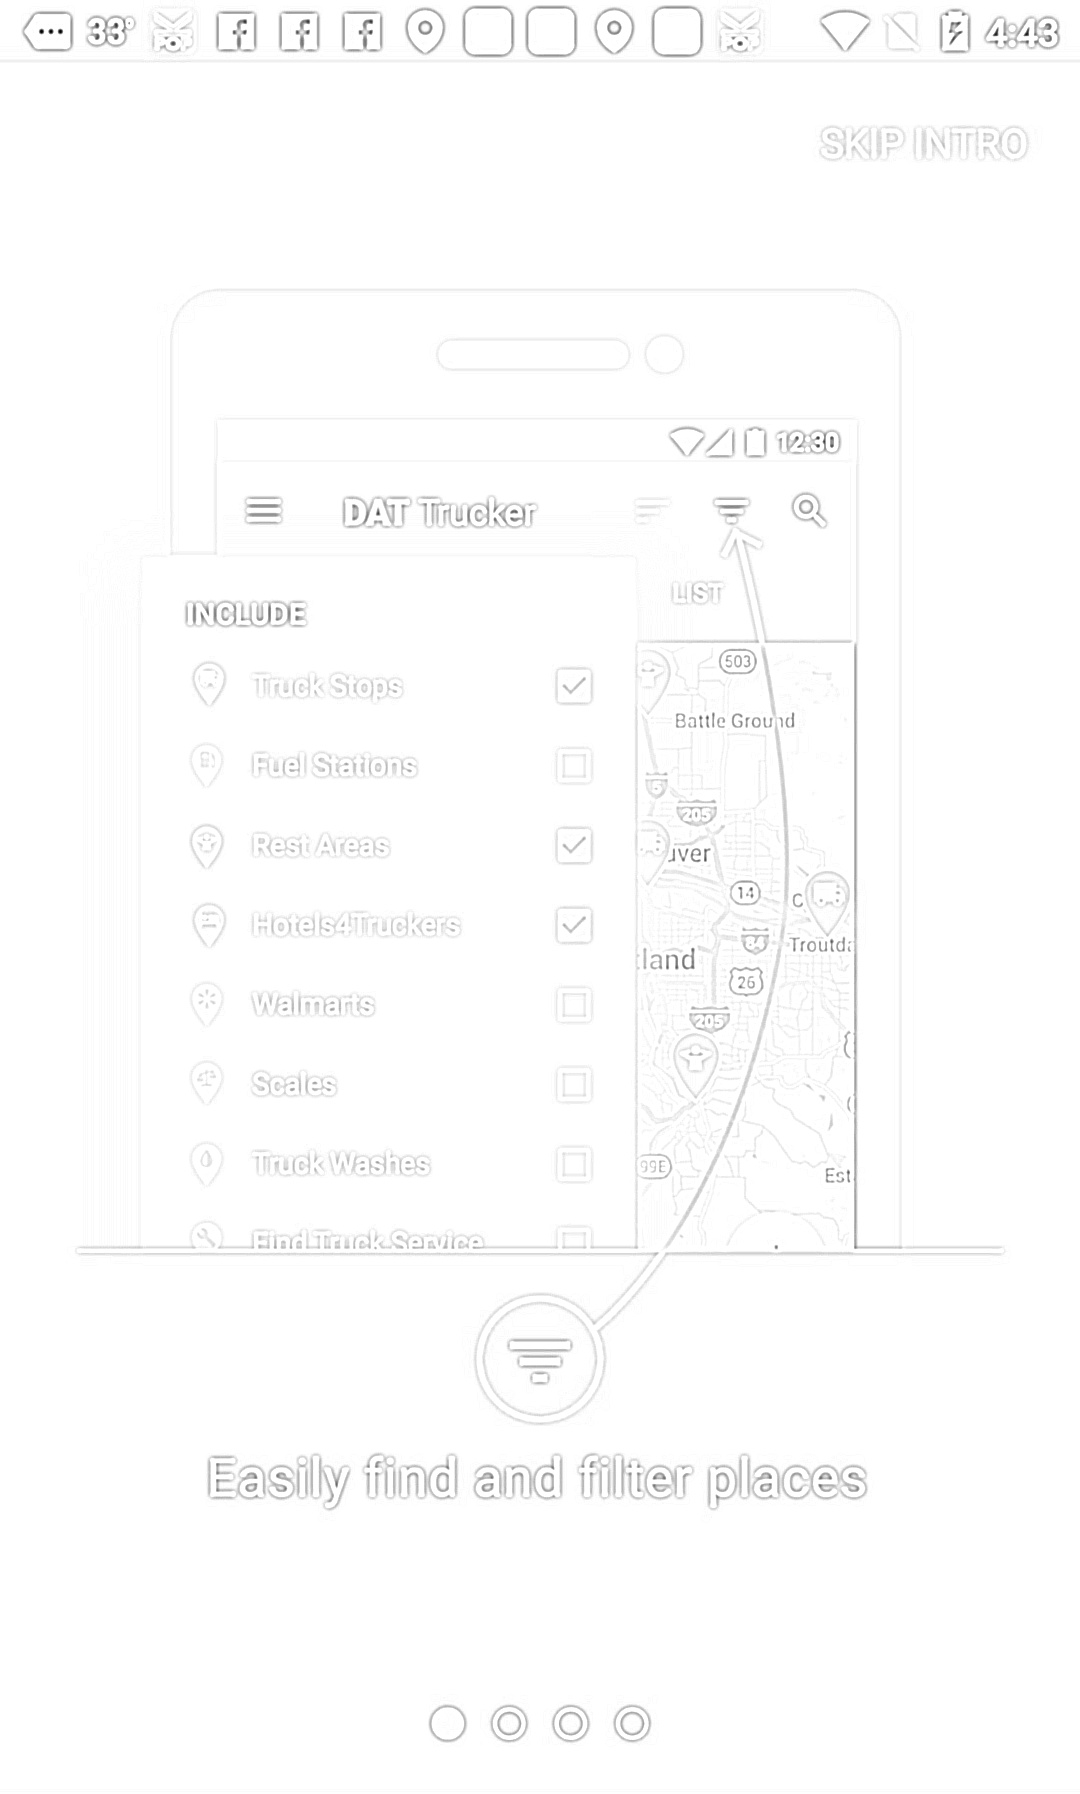 33°
4:43
SKIP INTRO
12:30
DAT Trucker
LIST
INCLUDE
Truck Stops
Fuel Stations
Rest Areas
Hotels4Truckers
Walmarts
Scales
Truck Washes
Find Truck Service
503
Battle Ground
5
205
uver
14
C
84
Troutda
land
26
205
99E
Est
Easily find and filter places